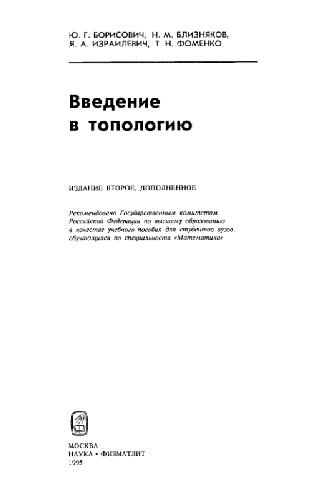 Ю. Г. БОРИСОВИЧ, Н. М. БЛИЗНЯКОВ,
Я. А. ИЗРАИЛЕВИЧ, Т. Н. ФОМЕНКО
Введение
в топологию
ИЗДАНИЕ ВТОРОЕ, ДОПОЛНЕННОЕ
Рекомендовано Государственным комитетом
Российской Федерации по высшему образованию
в качестве учебного пособия для студентов вузов
обучающихся по специальности «Математика»
МОСКВА
НАУКА • ФИЗМАТЛИТ
1995